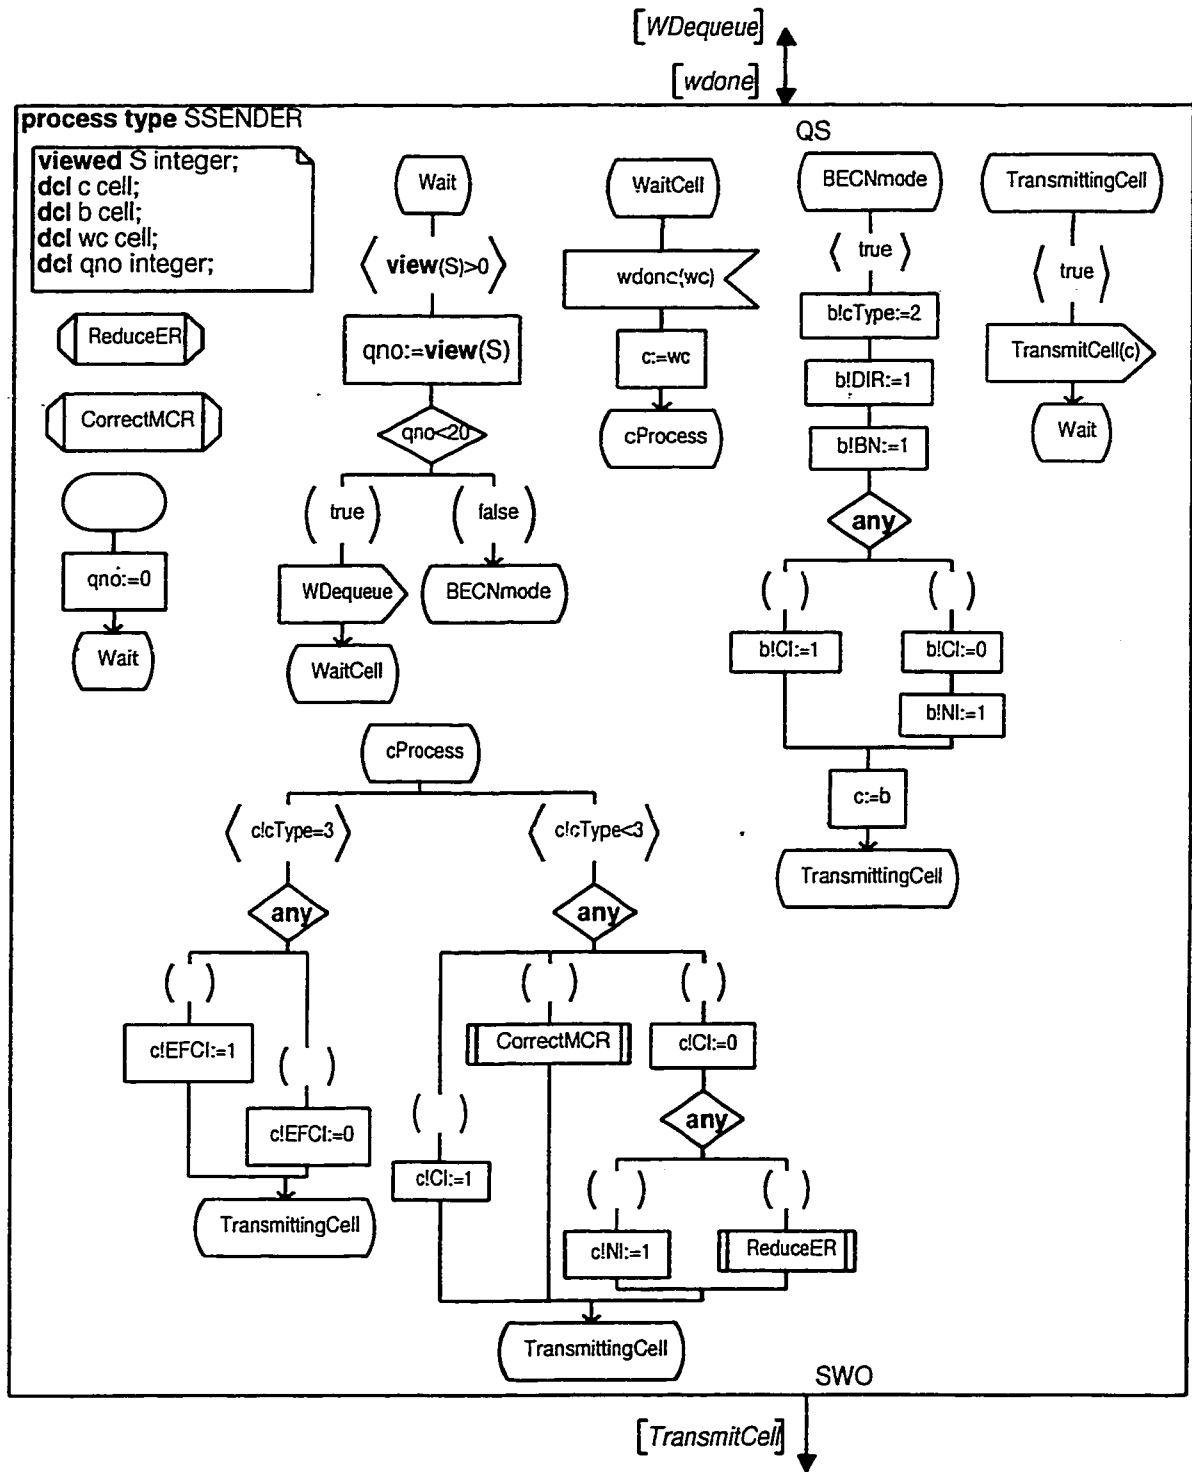 [WDequeue]
[wdone]
process type SSENDER
QS
viewed S integer;
dcl c cell;
dcl b cell;
dcl wc cell;
dcl qno integer;
ReduceER
CorrectMCR
qno:=0
Wait
Wait
view(S)>0
qno:=view(S)
qno<20
( true )
( false )
WDequeue
BECNmode
WaitCell
WaitCell
wdone(wc)
c:=wc
cProcess
BECNmode
true
b!cType:=2
b!DIR:=1
b!BN:=1
any
( )
( )
b!CI:=1
b!CI:=0
b!NI:=1
c:=b
TransmittingCell
TransmittingCell
true
TransmitCell(c)
Wait
cProcess
c!cType=3
c!cType<3
any
any
( )
( )
c!EFCI:=1
c!EFCI:=0
TransmittingCell
( )
( )
( )
CorrectMCR
c!CI:=0
any
c!CI:=1
( )
( )
c!NI:=1
ReduceER
TransmittingCell
SWO
[TransmitCell]